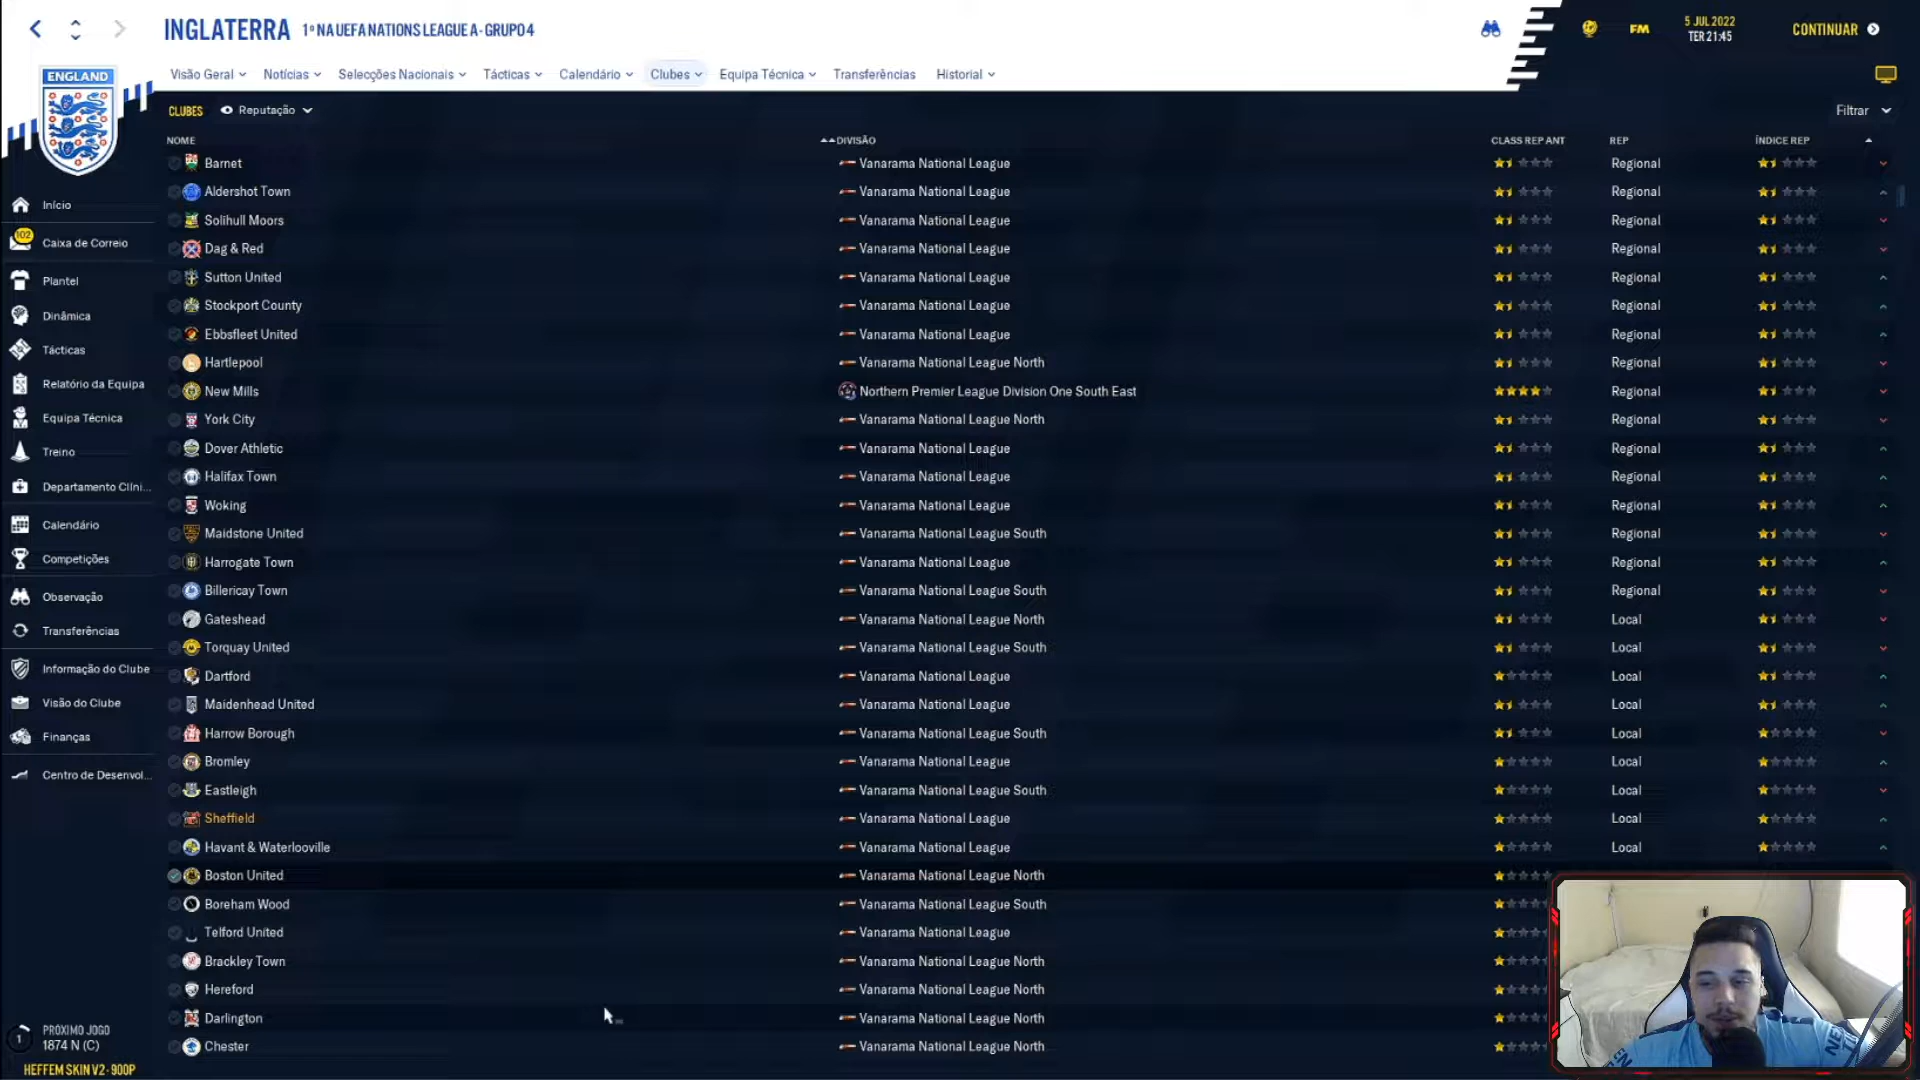 INGLATERRA 1º NA UEFA NATIONS LEAGUE A - GRUPO 4
FM
5 JUL 2022
TER 21:45
CONTINUAR
ENGLAND
Visão Geral Notícias Selecções Nacionais Tácticas Calendário Clubes Equipa Técnica Transferências Historial
CLUBES Reputação Filtrar
NOME DIVISÃO CLASS REP ANT REP ÍNDICE REP
Barnet Vanarama National League Regional
Aldershot Town Vanarama National League Regional
Solihull Moors Vanarama National League Regional
Dag & Red Vanarama National League Regional
Sutton United Vanarama National League Regional
Stockport County Vanarama National League Regional
Ebbsfleet United Vanarama National League Regional
Hartlepool Vanarama National League North Regional
New Mills Northern Premier League Division One South East Regional
York City Vanarama National League North Regional
Dover Athletic Vanarama National League Regional
Halifax Town Vanarama National League Regional
Woking Vanarama National League Regional
Maidstone United Vanarama National League South Regional
Harrogate Town Vanarama National League Regional
Billericay Town Vanarama National League South Regional
Gateshead Vanarama National League North Local
Torquay United Vanarama National League South Local
Dartford Vanarama National League Local
Maidenhead United Vanarama National League Local
Harrow Borough Vanarama National League South Local
Bromley Vanarama National League Local
Eastleigh Vanarama National League South Local
Sheffield Vanarama National League Local
Havant & Waterlooville Vanarama National League Local
Boston United Vanarama National League North
Boreham Wood Vanarama National League South
Telford United Vanarama National League
Brackley Town Vanarama National League North
Hereford Vanarama National League North
Darlington Vanarama National League North
Chester Vanarama National League North
Início
102
Caixa de Correio
Plantel
Dinâmica
Tácticas
Relatório da Equipa
Equipa Técnica
Treino
Departamento Clíni...
Calendário
Competições
Observação
Transferências
Informação do Clube
Visão do Clube
Finanças
Centro de Desenvol...
1
PROXIMO JOGO
1874 N (C)
HEFFEM SKIN V2 - 900P